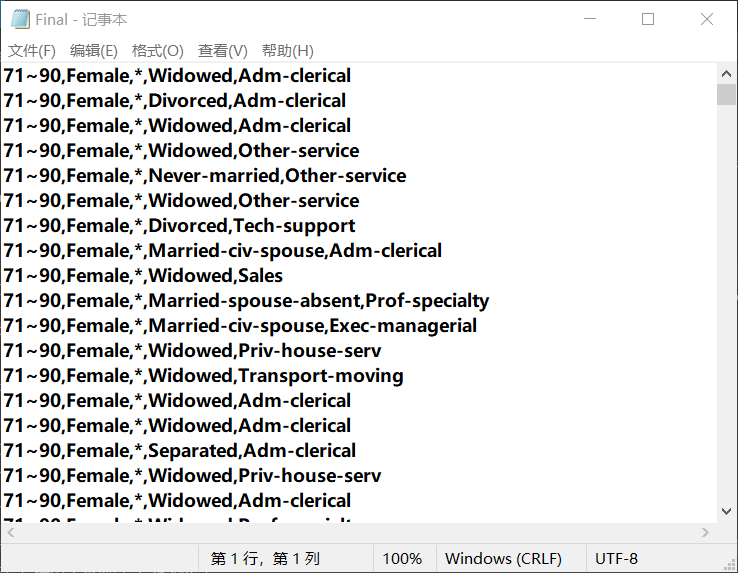 Final - 记事本
文件(F) 编辑(E) 格式(O) 查看(V) 帮助(H)
71~90,Female,*,Widowed,Adm-clerical
71~90,Female,*,Divorced,Adm-clerical
71~90,Female,*,Widowed,Adm-clerical
71~90,Female,*,Widowed,Other-service
71~90,Female,*,Never-married,Other-service
71~90,Female,*,Widowed,Other-service
71~90,Female,*,Divorced,Tech-support
71~90,Female,*,Married-civ-spouse,Adm-clerical
71~90,Female,*,Widowed,Sales
71~90,Female,*,Married-spouse-absent,Prof-specialty
71~90,Female,*,Married-civ-spouse,Exec-managerial
71~90,Female,*,Widowed,Priv-house-serv
71~90,Female,*,Widowed,Transport-moving
71~90,Female,*,Widowed,Adm-clerical
71~90,Female,*,Widowed,Adm-clerical
71~90,Female,*,Separated,Adm-clerical
71~90,Female,*,Widowed,Priv-house-serv
71~90,Female,*,Widowed,Adm-clerical
71~90,Female,*,Widowed,Prof-specialty
第 1 行，第 1 列 100% Windows (CRLF) UTF-8